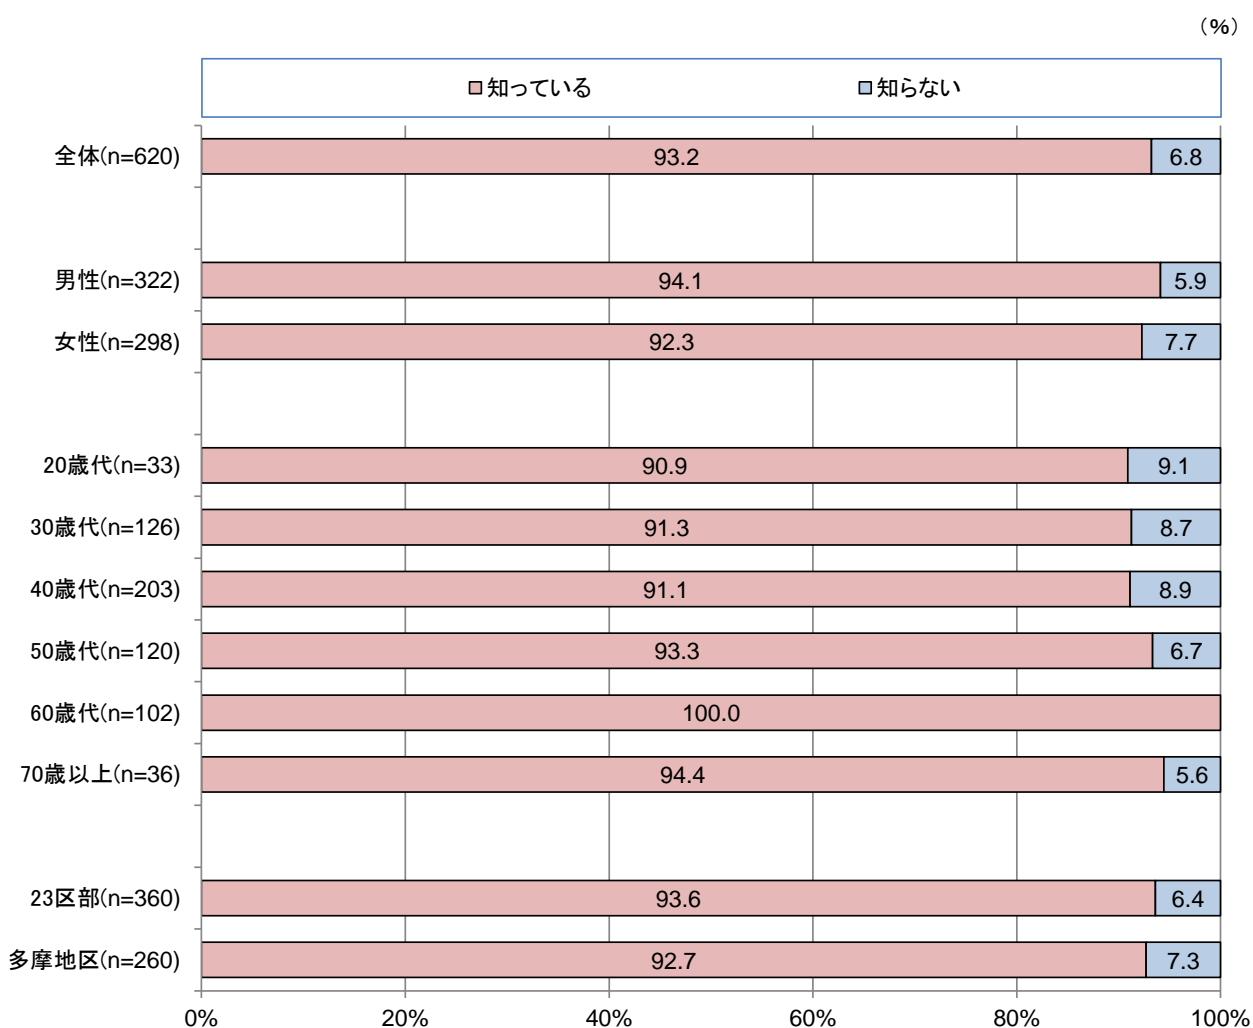 （%）
知っている 知らない
全体(n=620) 93.2 6.8
男性(n=322) 94.1 5.9
女性(n=298) 92.3 7.7
20歳代(n=33) 90.9 9.1
30歳代(n=126) 91.3 8.7
40歳代(n=203) 91.1 8.9
50歳代(n=120) 93.3 6.7
60歳代(n=102) 100.0
70歳以上(n=36) 94.4 5.6
23区部(n=360) 93.6 6.4
多摩地区(n=260) 92.7 7.3
0% 20% 40% 60% 80% 100%